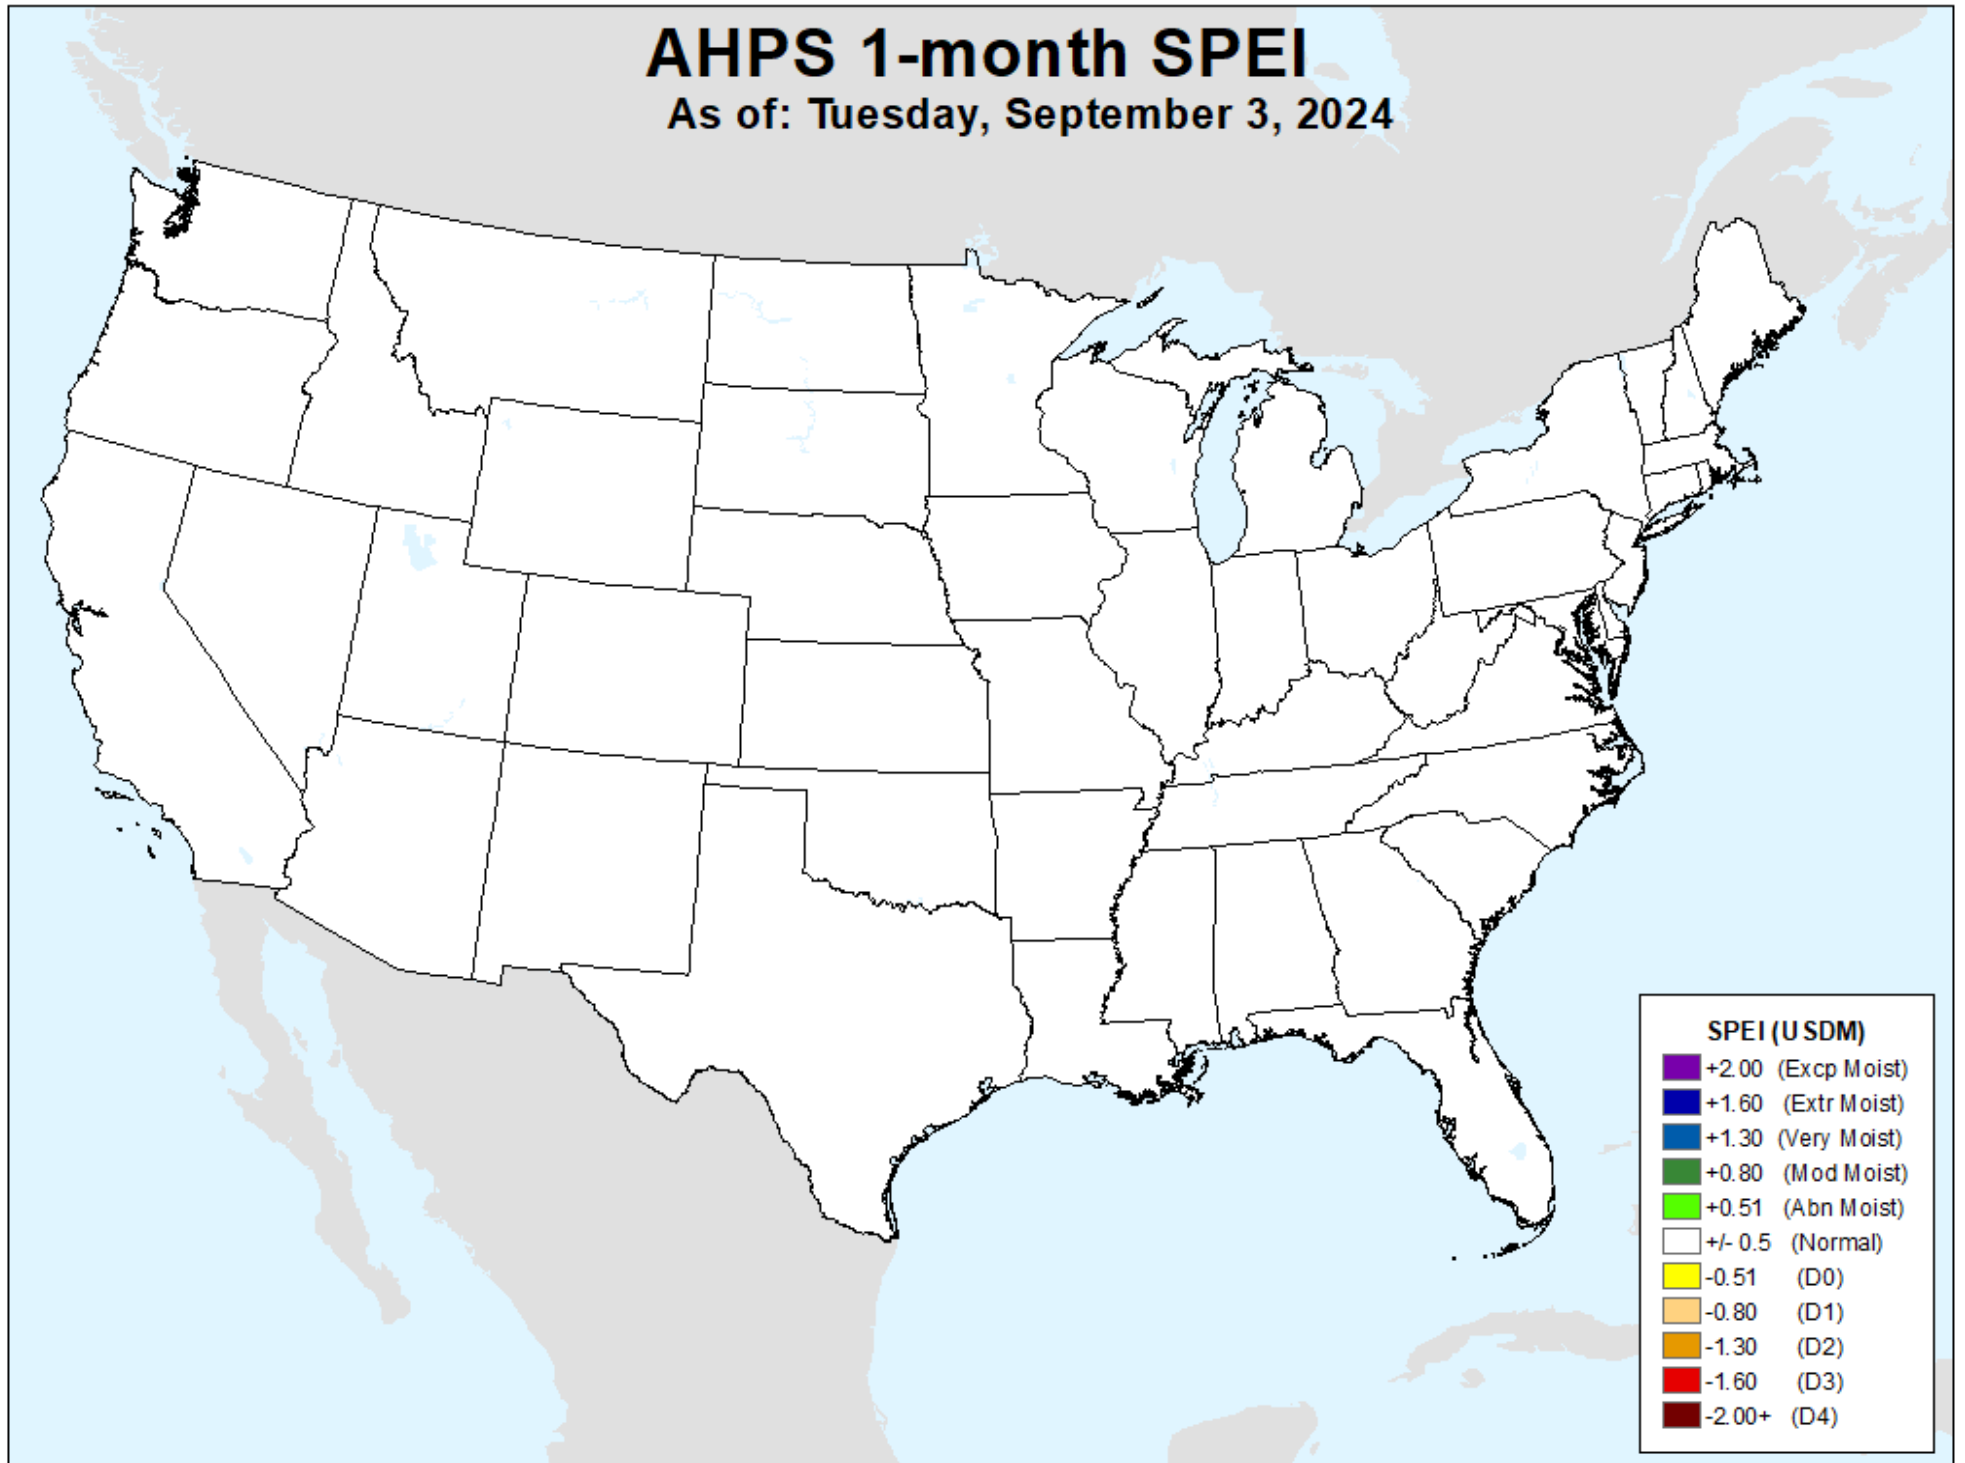 AHPS 1-month SPEI
As of: Tuesday, September 3, 2024
SPEI (USDM)
+2.00 (Excp Moist)
+1.60 (Extr Moist)
+1.30 (Very Moist)
+0.80 (Mod Moist)
+0.51 (Abn Moist)
+/- 0.5 (Normal)
-0.51 (D0)
-0.80 (D1)
-1.30 (D2)
-1.60 (D3)
-2.00+ (D4)